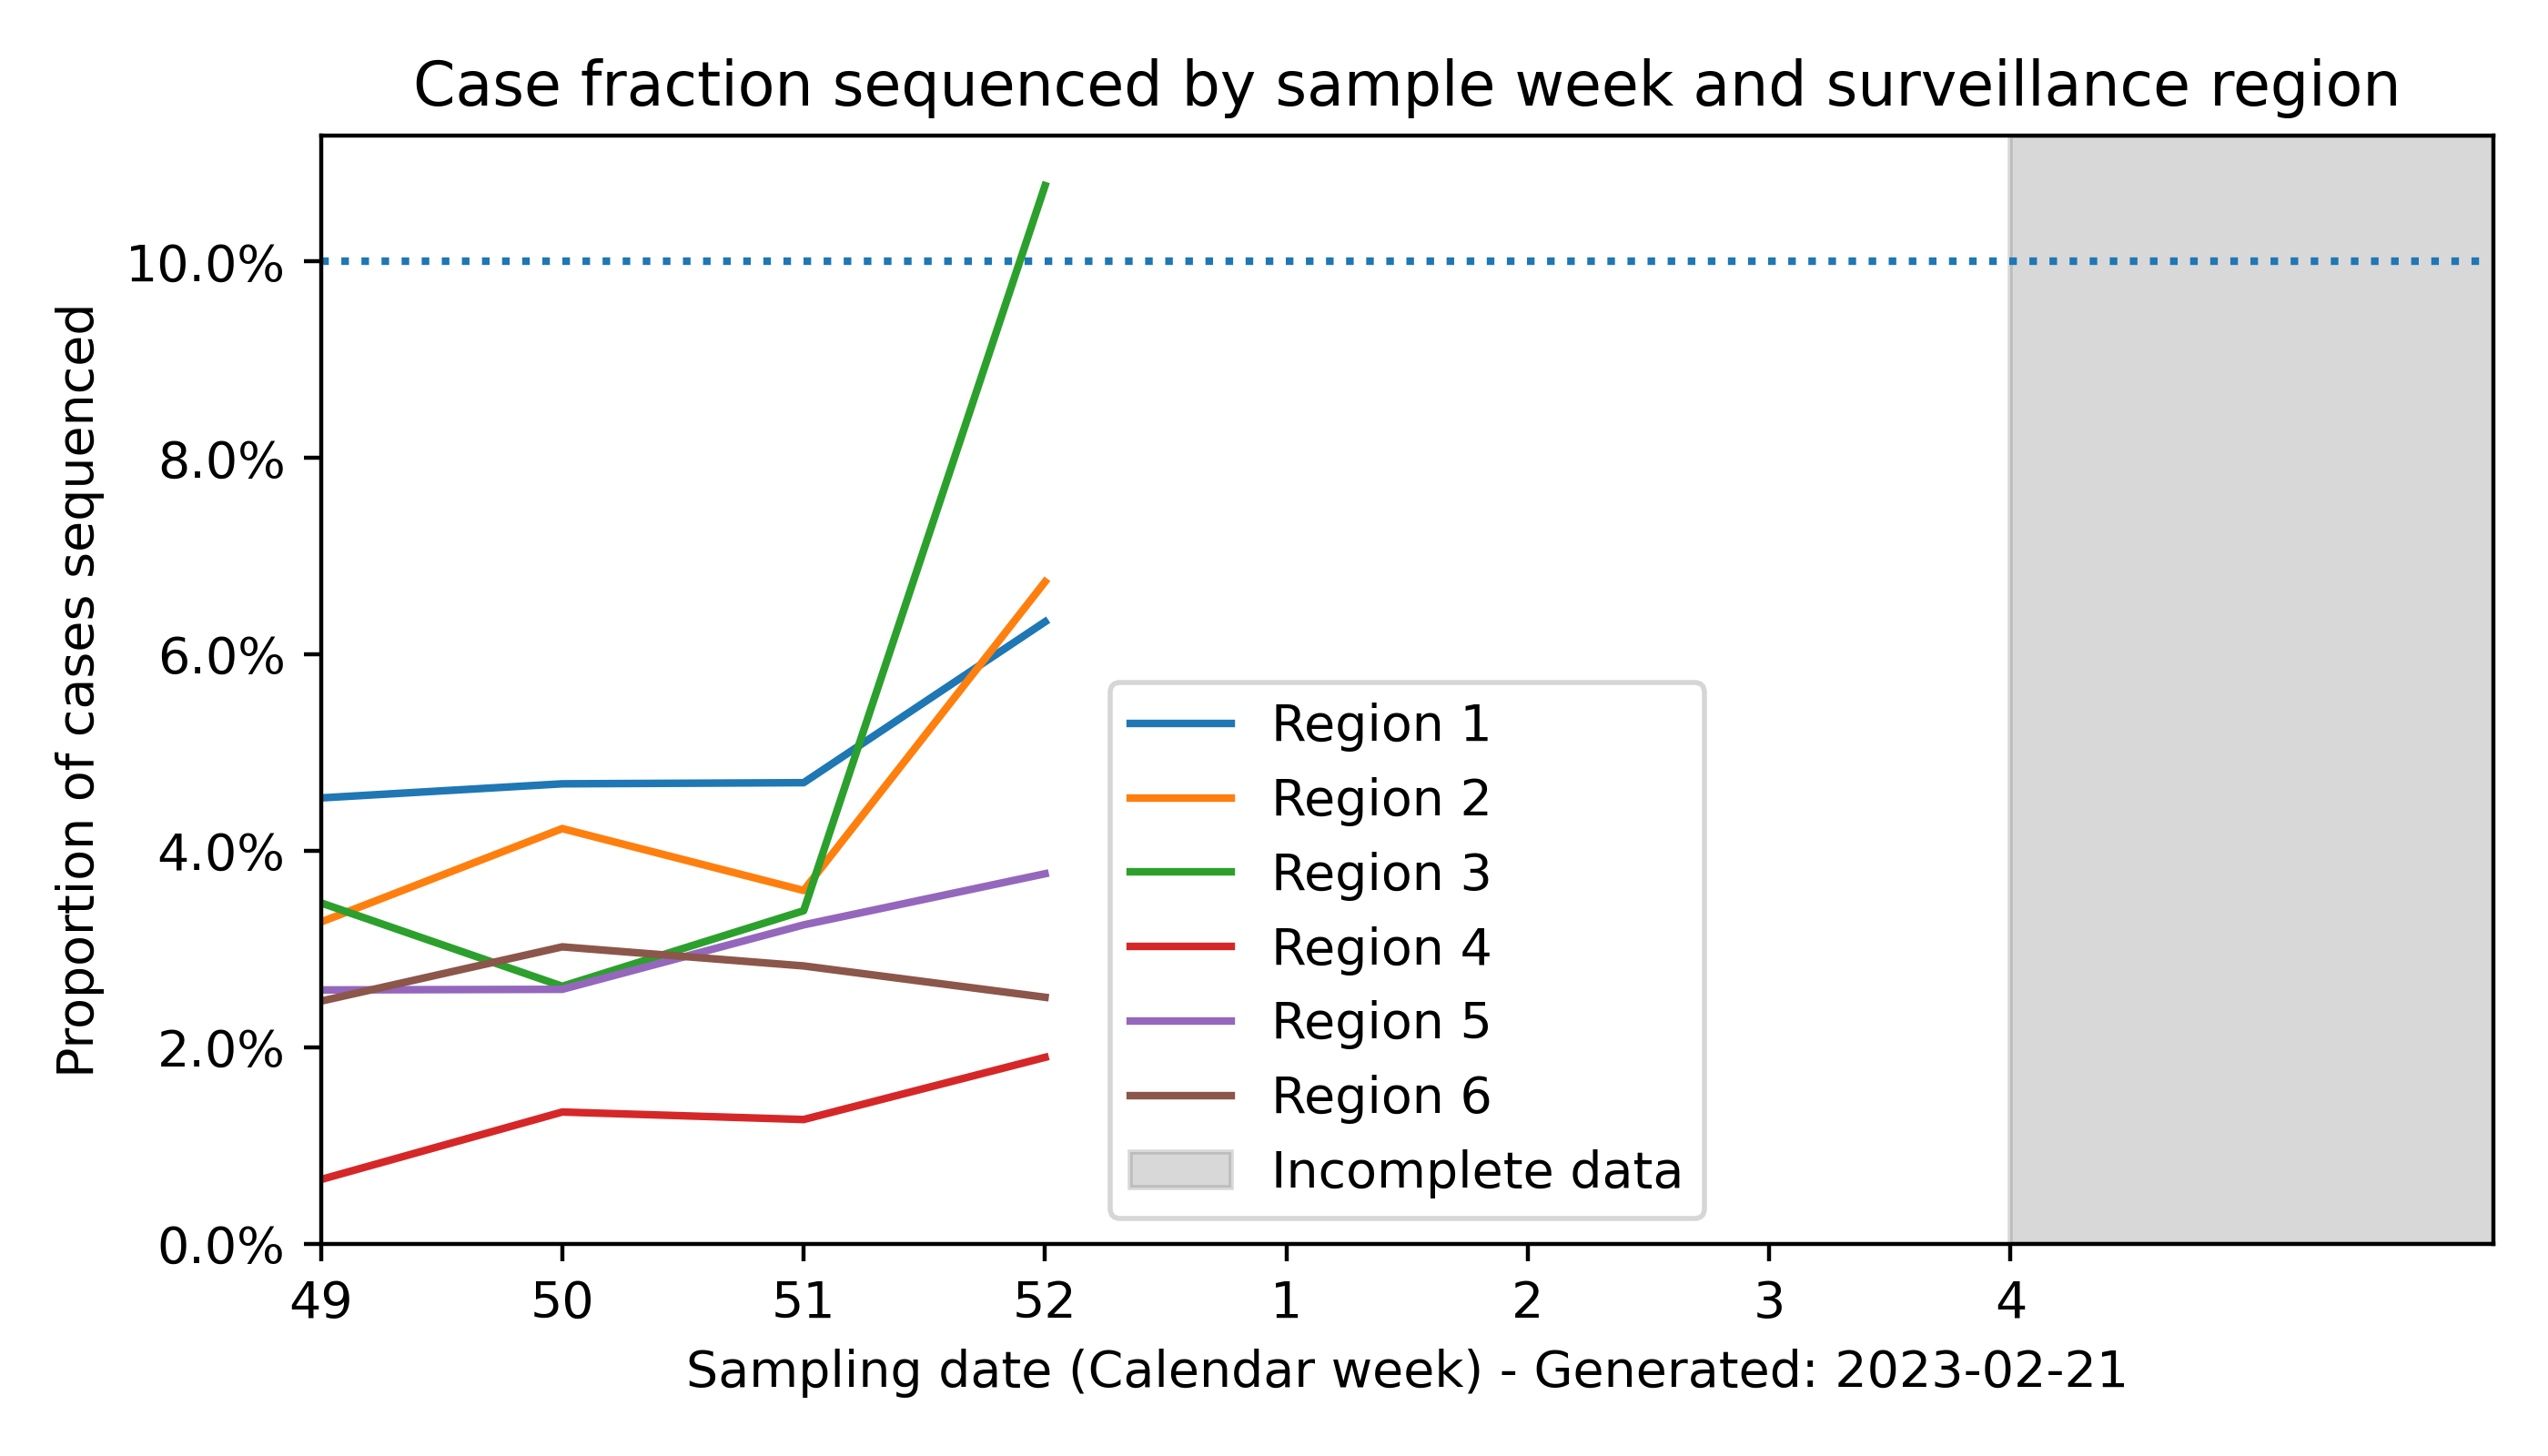 Case fraction sequenced by sample week and surveillance region
Proportion of cases sequenced
10.0%
8.0%
6.0%
4.0%
2.0%
0.0%
Region 1
Region 2
Region 3
Region 4
Region 5
Region 6
Incomplete data
49 50 51 52 1 2 3 4
Sampling date (Calendar week) - Generated: 2023-02-21